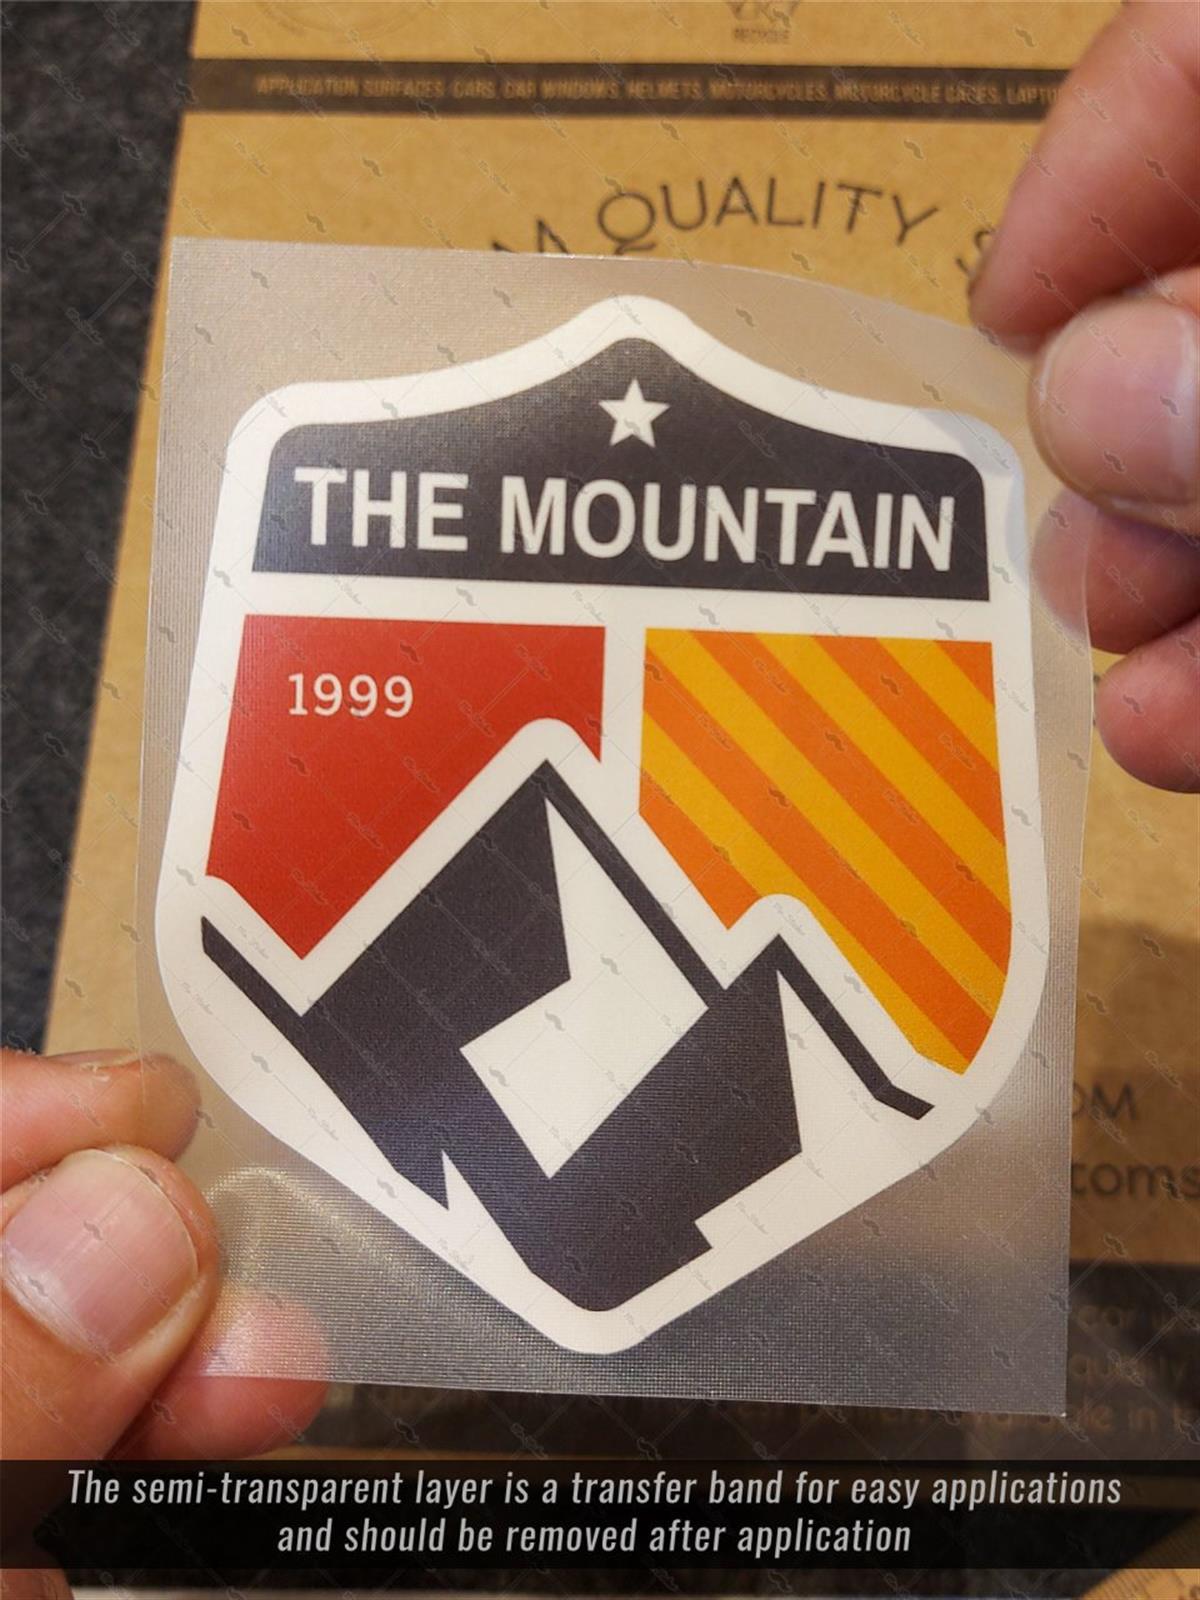 RECYCLE
APPLICATION SURFACES: CARS, CAR WINDOWS, HELMETS, MOTORCYCLES, MOTORCYCLE CASES,
QUALITY
THE MOUNTAIN
1999
The semi-transparent layer is a transfer band for easy applications
and should be removed after application